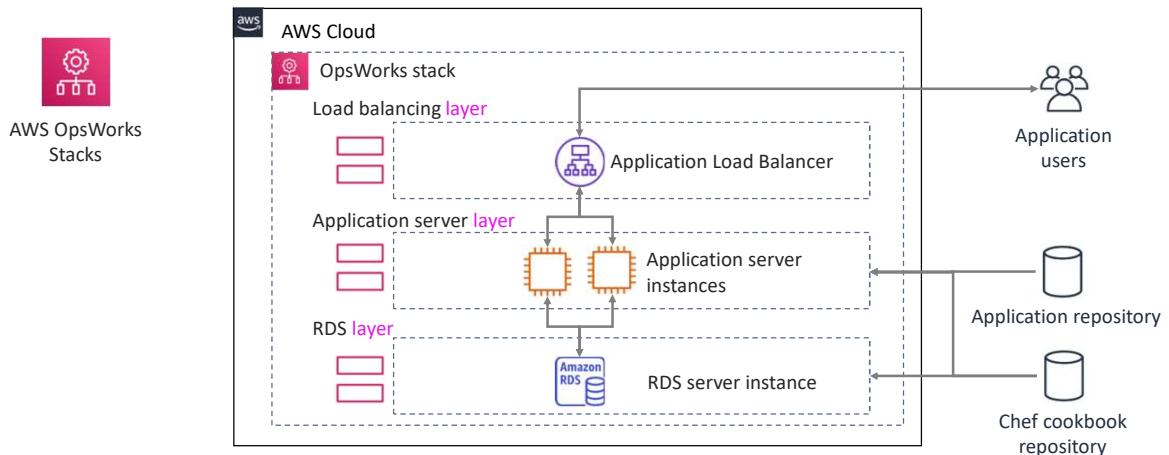 aws
AWS Cloud
OpsWorks stack
AWS OpsWorks
Stacks
Load balancing layer
Application Load Balancer
Application
users
Application server layer
Application server
instances
Application repository
RDS layer
Amazon
RDS
RDS server instance
Chef cookbook
repository